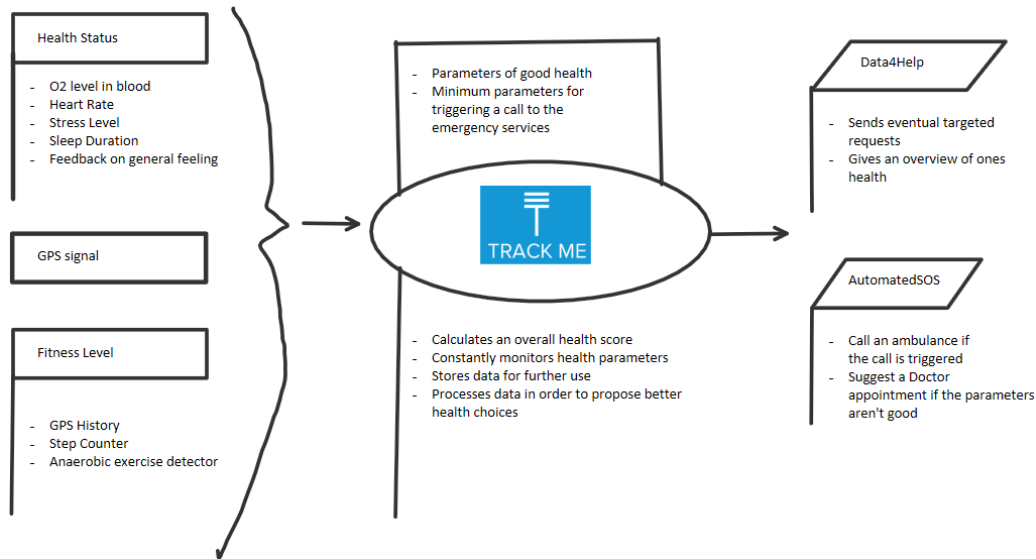 Health Status
- O2 level in blood
- Heart Rate
- Stress Level
- Sleep Duration
- Feedback on general feeling
GPS signal
Fitness Level
- GPS History
- Step Counter
- Anaerobic exercise detector
- Parameters of good health
- Minimum parameters for
triggering a call to the
emergency services
TRACK ME
- Calculates an overall health score
- Constantly monitors health parameters
- Stores data for further use
- Processes data in order to propose better
health choices
Data4Help
- Sends eventual targeted
requests
- Gives an overview of ones
health
AutomatedSOS
- Call an ambulance if
the call is triggered
- Suggest a Doctor
appointment if the parameters
aren't good